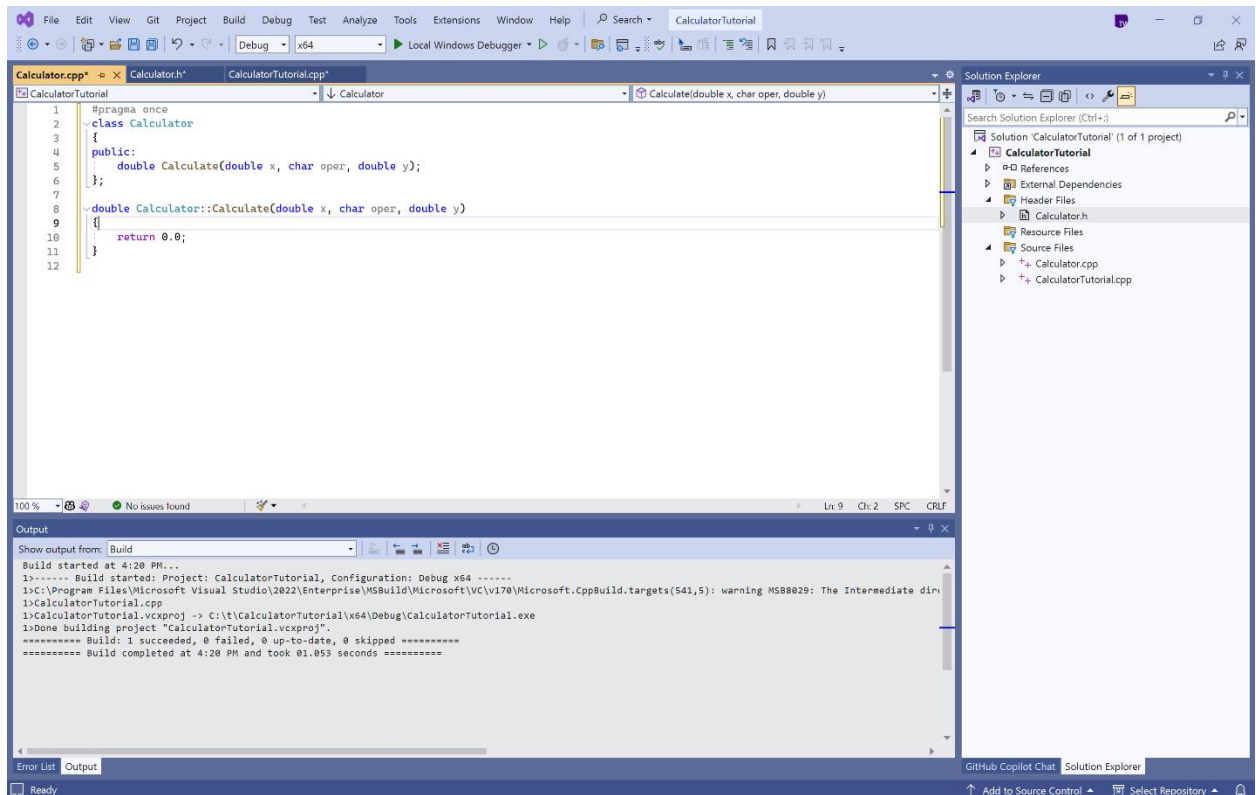 File Edit View Git Project Build Debug Test Analyze Tools Extensions Window Help Search CalculatorTutorial
TV
Debug x64 Local Windows Debugger
Calculator.cpp* Calculator.h* CalculatorTutorial.cpp*
CalculatorTutorial Calculator Calculate(double x, char oper, double y)
1 #pragma once
2 class Calculator
3 {
4 public:
5 double Calculate(double x, char oper, double y);
6 };
7
8 double Calculator::Calculate(double x, char oper, double y)
9 {
10 return 0.0;
11 }
12
100 % No issues found Ln: 9 Ch: 2 SPC CRLF
Output
Show output from: Build
Build started at 4:20 PM...
1>------ Build started: Project: CalculatorTutorial, Configuration: Debug x64 ------
1>C:\Program Files\Microsoft Visual Studio\2022\Enterprise\MSBuild\Microsoft\VC\v170\Microsoft.CppBuild.targets(541,5): warning MSB8029: The Intermediate dire
1>CalculatorTutorial.cpp
1>CalculatorTutorial.vcxproj -> C:\t\CalculatorTutorial\x64\Debug\CalculatorTutorial.exe
1>Done building project "CalculatorTutorial.vcxproj".
========== Build: 1 succeeded, 0 failed, 0 up-to-date, 0 skipped ==========
========== Build completed at 4:20 PM and took 01.053 seconds ==========
Error List Output
Solution Explorer
Search Solution Explorer (Ctrl+;)
Solution 'CalculatorTutorial' (1 of 1 project)
CalculatorTutorial
References
External Dependencies
Header Files
Calculator.h
Resource Files
Source Files
Calculator.cpp
CalculatorTutorial.cpp
GitHub Copilot Chat Solution Explorer
Ready Add to Source Control Select Repository